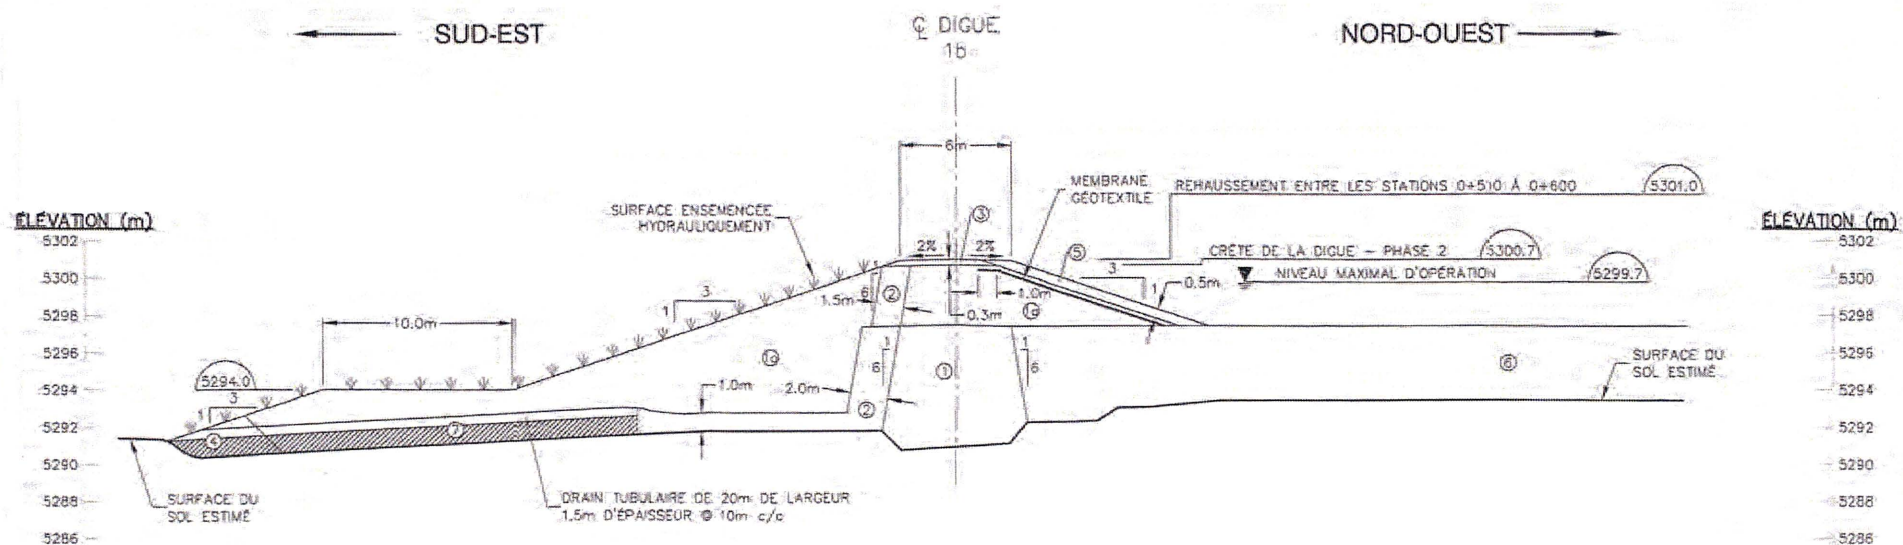 SUD-EST
℄ DIGUE
1b
NORD-OUEST
6m
MEMBRANE
GÉOTEXTILE
REHAUSSEMENT ENTRE LES STATIONS 0+510 À 0+600
5301.0
SURFACE ENSEMENCÉE
HYDRAULIQUEMENT
3
2%
2%
5
CRÊTE DE LA DIGUE - PHASE 2
5300.7
NIVEAU MAXIMAL D'OPÉRATION
5299.7
3
1
0.5m
ÉLÉVATION (m)
5302
5300
5298
5296
5294
5292
5290
5288
5286
ÉLÉVATION (m)
5302
5300
5298
5296
5294
5292
5290
5288
5286
1
6
2
1.5m
1.0m
0.3m
3
1
10.0m
1
6
1
6
1
6
SURFACE DU
SOL ESTIMÉ
5294.0
3
1
1.0m
2.0m
2
4
7
SURFACE DU
SOL ESTIMÉ
DRAIN TUBULAIRE DE 20m DE LARGEUR
1.5m D'ÉPAISSEUR @ 10m c/c